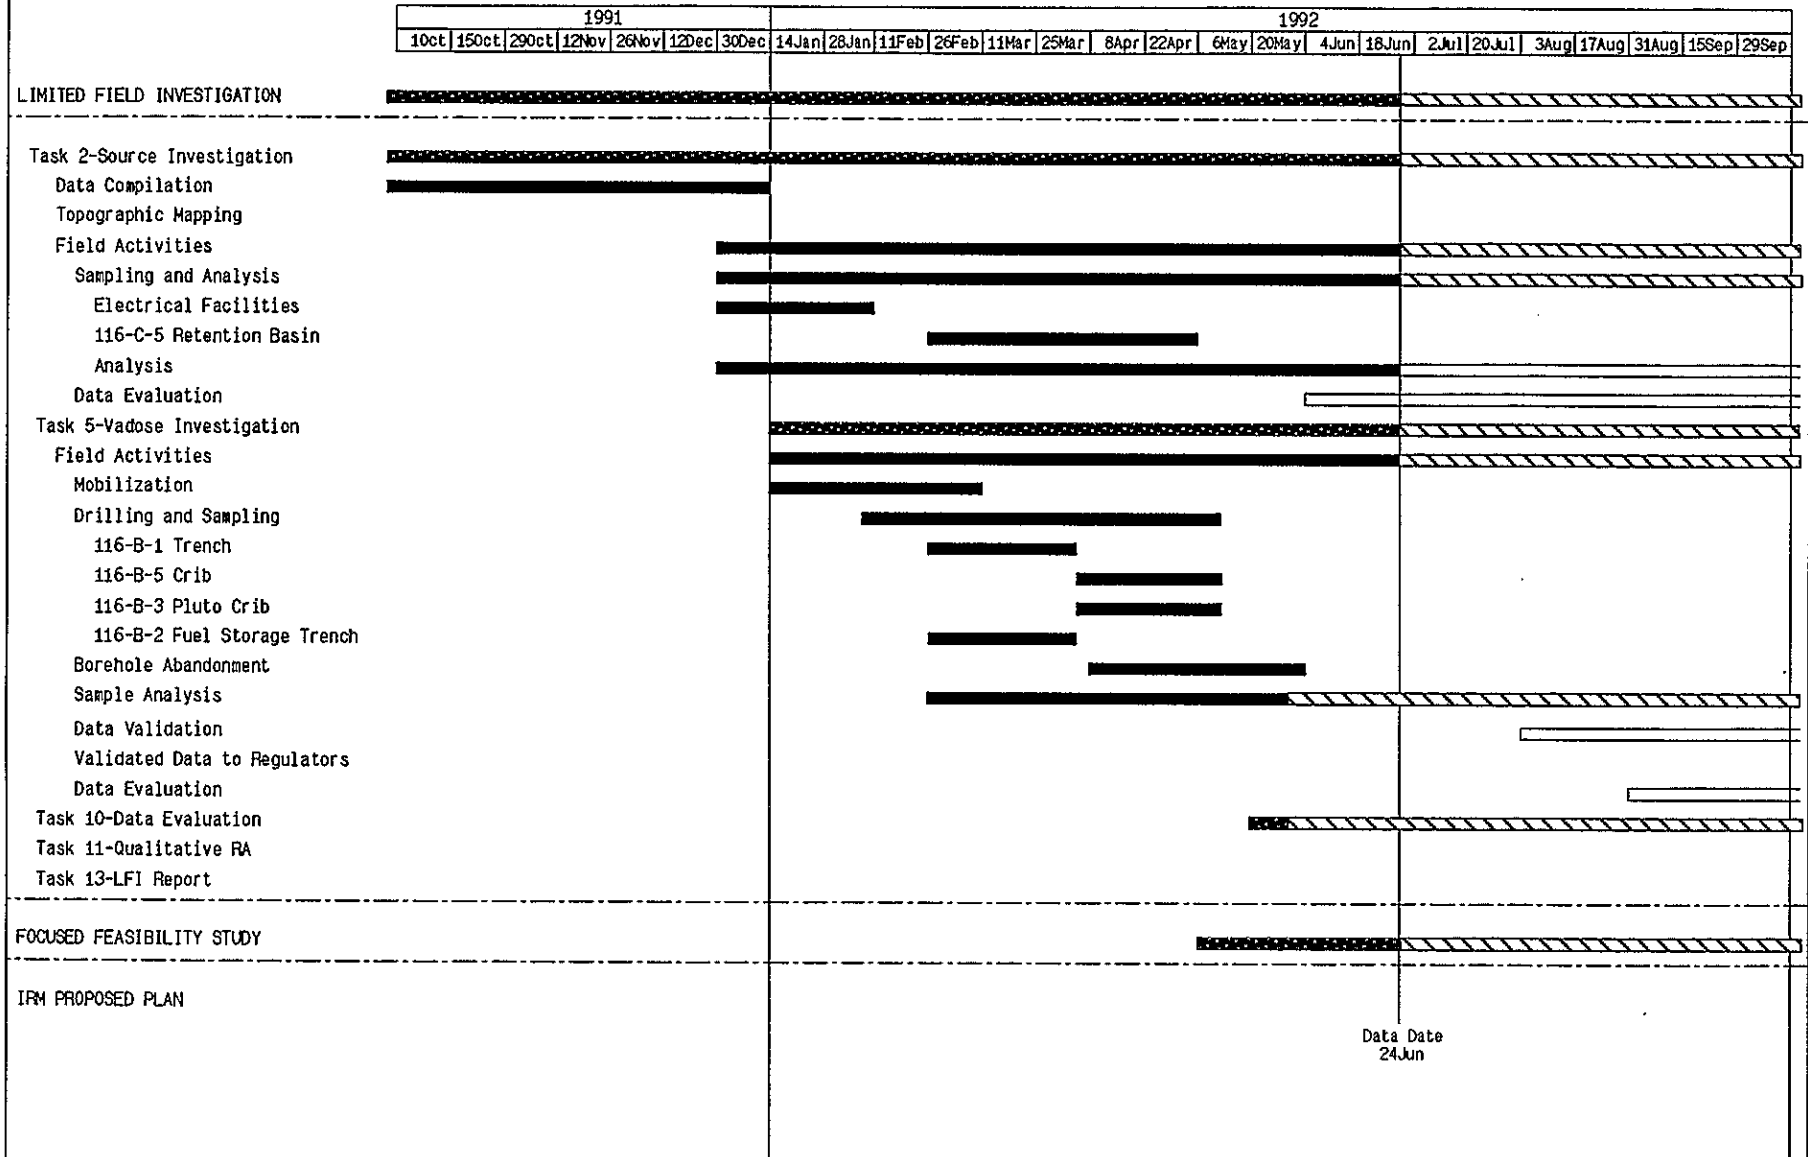 1991 1992
1Oct 15Oct 29Oct 12Nov 26Nov 12Dec 30Dec 14Jan 28Jan 11Feb 26Feb 11Mar 25Mar 8Apr 22Apr 6May 20May 4Jun 18Jun 2Jul 20Jul 3Aug 17Aug 31Aug 15Sep 29Sep
LIMITED FIELD INVESTIGATION
Task 2-Source Investigation
Data Compilation
Topographic Mapping
Field Activities
Sampling and Analysis
Electrical Facilities
116-C-5 Retention Basin
Analysis
Data Evaluation
Task 5-Vadose Investigation
Field Activities
Mobilization
Drilling and Sampling
116-B-1 Trench
116-B-5 Crib
116-B-3 Pluto Crib
116-B-2 Fuel Storage Trench
Borehole Abandonment
Sample Analysis
Data Validation
Validated Data to Regulators
Data Evaluation
Task 10-Data Evaluation
Task 11-Qualitative RA
Task 13-LFI Report
FOCUSED FEASIBILITY STUDY
IRM PROPOSED PLAN
Data Date
24Jun